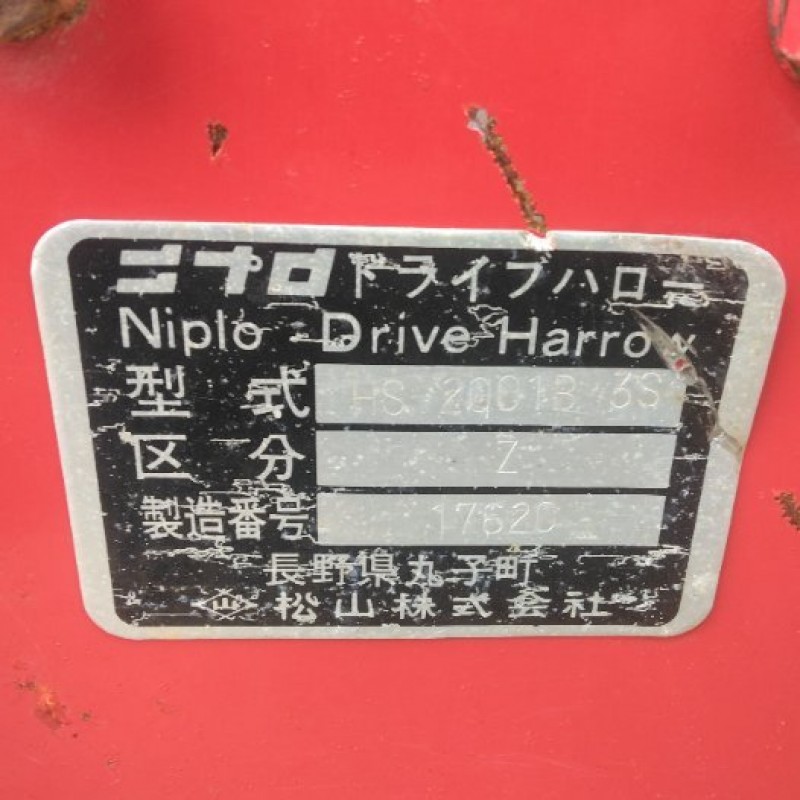 ニプロ ドライブハロー
Niplo Drive Harrow
型式 HS 2001B 3S
区分 Z
製造番号 17620
長野県丸子町
山 松山株式会社